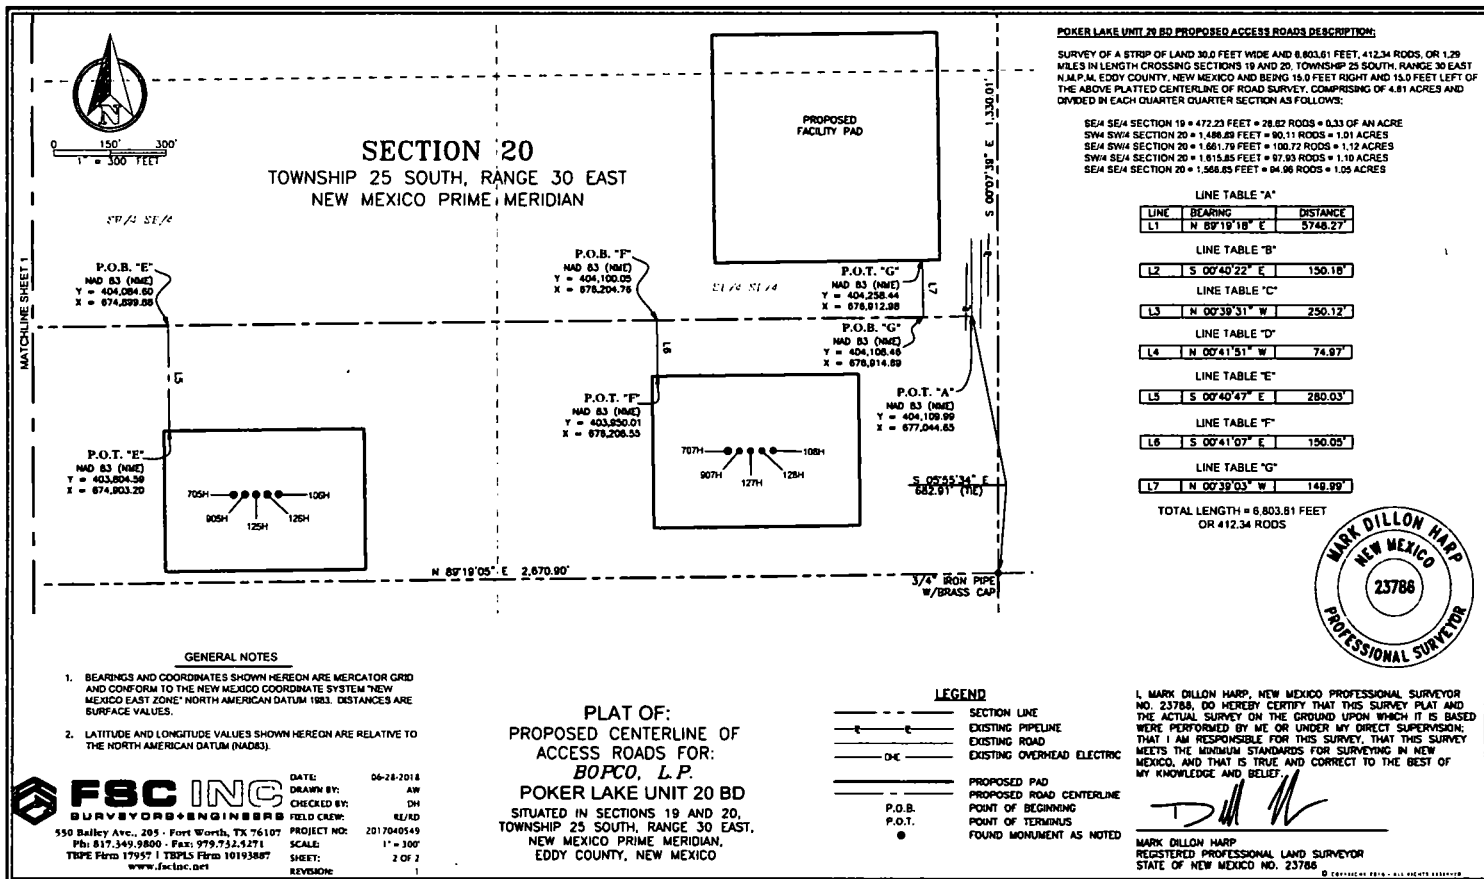 POKER LAKE UNIT 20 BD PROPOSED ACCESS ROADS DESCRIPTION:
SURVEY OF A STRIP OF LAND 30.0 FEET WIDE AND 6,803.61 FEET, 412.34 RODS, OR 1.29
MILES IN LENGTH CROSSING SECTIONS 19 AND 20, TOWNSHIP 25 SOUTH, RANGE 30 EAST
N.M.P.M. EDDY COUNTY, NEW MEXICO AND BEING 15.0 FEET RIGHT AND 15.0 FEET LEFT OF
THE ABOVE PLATTED CENTERLINE OF ROAD SURVEY, COMPRISING OF 4.61 ACRES AND
DIVIDED IN EACH QUARTER QUARTER SECTION AS FOLLOWS:
SE/4 SE/4 SECTION 19 = 472.23 FEET = 28.62 RODS = 0.33 OF AN ACRE
SW/4 SW/4 SECTION 20 = 1,486.89 FEET = 90.11 RODS = 1.01 ACRES
SE/4 SW/4 SECTION 20 = 1,661.79 FEET = 100.72 RODS = 1.12 ACRES
SW/4 SE/4 SECTION 20 = 1,615.85 FEET = 97.93 RODS = 1.10 ACRES
SE/4 SE/4 SECTION 20 = 1,566.85 FEET = 94.96 RODS = 1.05 ACRES
LINE TABLE "A"
LINE BEARING DISTANCE
L1 N 89°19'18" E 5748.27'
LINE TABLE "B"
L2 S 00°40'22" E 150.18'
LINE TABLE "C"
L3 N 00°39'31" W 250.12'
LINE TABLE "D"
L4 N 00°41'51" W 74.97'
LINE TABLE "E"
L5 S 00°40'47" E 280.03'
LINE TABLE "F"
L6 S 00°41'07" E 150.05'
LINE TABLE "G"
L7 N 00°39'03" W 149.99'
TOTAL LENGTH = 6,803.61 FEET
OR 412.34 RODS
MARK DILLON HARP
NEW MEXICO
23786
PROFESSIONAL SURVEYOR
0 150' 300'
1" = 300 FEET
SECTION 20
TOWNSHIP 25 SOUTH, RANGE 30 EAST
NEW MEXICO PRIME MERIDIAN
SW/4 SE/4
SE/4 SE/4
MATCHLINE SHEET 1
PROPOSED
FACILITY PAD
S 00°07'39" E 1,330.01'
P.O.B. "E"
NAD 83 (NME)
Y = 404,084.60
X = 674,899.88
L5
P.O.T. "E"
NAD 83 (NME)
Y = 403,804.59
X = 674,903.20
705H
905H
125H
126H
106H
P.O.B. "F"
NAD 83 (NME)
Y = 404,100.05
X = 676,204.76
L6
P.O.T. "F"
NAD 83 (NME)
Y = 403,950.01
X = 676,206.55
707H
907H
127H
128H
108H
P.O.T. "G"
NAD 83 (NME)
Y = 404,258.44
X = 676,912.98
L7
P.O.B. "G"
NAD 83 (NME)
Y = 404,108.46
X = 676,914.69
P.O.T. "A"
NAD 83 (NME)
Y = 404,109.99
X = 677,044.65
S 05°55'34" E
682.91' (TIE)
N 89°19'05" E 2,670.90'
3/4" IRON PIPE
W/BRASS CAP
GENERAL NOTES
1. BEARINGS AND COORDINATES SHOWN HEREON ARE MERCATOR GRID
AND CONFORM TO THE NEW MEXICO COORDINATE SYSTEM "NEW
MEXICO EAST ZONE" NORTH AMERICAN DATUM 1983. DISTANCES ARE
SURFACE VALUES.
2. LATITUDE AND LONGITUDE VALUES SHOWN HEREON ARE RELATIVE TO
THE NORTH AMERICAN DATUM (NAD83).
FSC INC
SURVEYORS+ENGINEERS
550 Bailey Ave., 205 - Fort Worth, TX 76107
Ph: 817.349.9800 - Fax: 979.732.5271
TBPE Firm 17957 | TBPLS Firm 10193887
www.fscinc.net
DATE: 06-28-2018
DRAWN BY: AW
CHECKED BY: DH
FIELD CREW: RE/RD
PROJECT NO: 2017040549
SCALE: 1" = 300'
SHEET: 2 OF 2
REVISION: 1
PLAT OF:
PROPOSED CENTERLINE OF
ACCESS ROADS FOR:
BOPCO, L.P.
POKER LAKE UNIT 20 BD
SITUATED IN SECTIONS 19 AND 20,
TOWNSHIP 25 SOUTH, RANGE 30 EAST,
NEW MEXICO PRIME MERIDIAN,
EDDY COUNTY, NEW MEXICO
LEGEND
SECTION LINE
EXISTING PIPELINE
EXISTING ROAD
OHE EXISTING OVERHEAD ELECTRIC
PROPOSED PAD
PROPOSED ROAD CENTERLINE
P.O.B. POINT OF BEGINNING
P.O.T. POINT OF TERMINUS
FOUND MONUMENT AS NOTED
I, MARK DILLON HARP, NEW MEXICO PROFESSIONAL SURVEYOR
NO. 23786, DO HEREBY CERTIFY THAT THIS SURVEY PLAT AND
THE ACTUAL SURVEY ON THE GROUND UPON WHICH IT IS BASED
WERE PERFORMED BY ME OR UNDER MY DIRECT SUPERVISION;
THAT I AM RESPONSIBLE FOR THIS SURVEY, THAT THIS SURVEY
MEETS THE MINIMUM STANDARDS FOR SURVEYING IN NEW
MEXICO, AND THAT IS TRUE AND CORRECT TO THE BEST OF
MY KNOWLEDGE AND BELIEF.
MARK DILLON HARP
REGISTERED PROFESSIONAL LAND SURVEYOR
STATE OF NEW MEXICO NO. 23786
© COPYRIGHT 2016 - ALL RIGHTS RESERVED